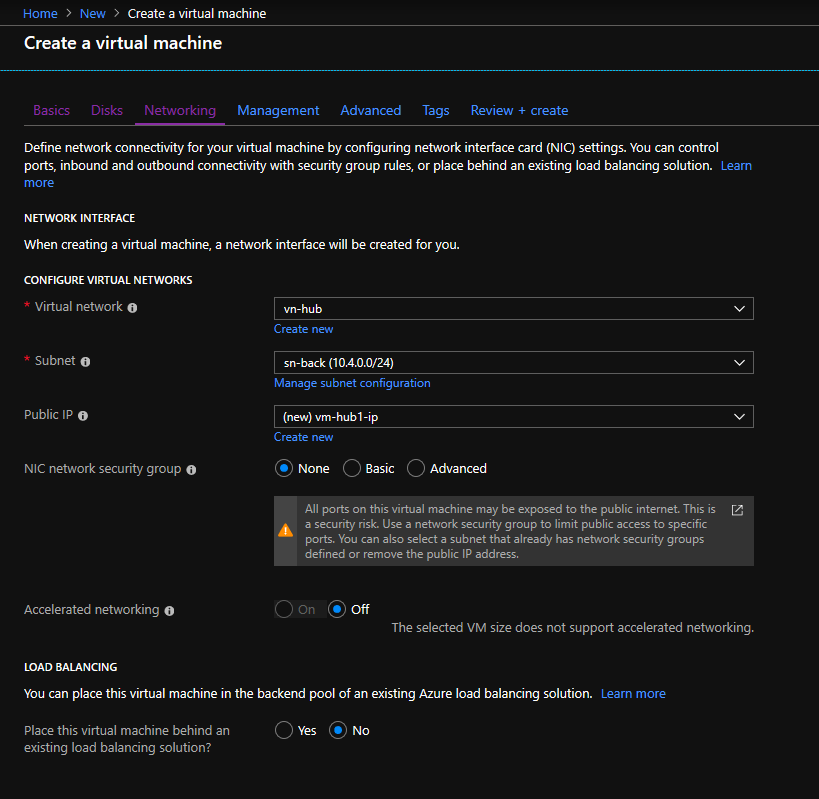 Home > New > Create a virtual machine
Create a virtual machine
Basics Disks Networking Management Advanced Tags Review + create
Define network connectivity for your virtual machine by configuring network interface card (NIC) settings. You can control
ports, inbound and outbound connectivity with security group rules, or place behind an existing load balancing solution. Learn
more
NETWORK INTERFACE
When creating a virtual machine, a network interface will be created for you.
CONFIGURE VIRTUAL NETWORKS
* Virtual network
vn-hub
Create new
* Subnet
sn-back (10.4.0.0/24)
Manage subnet configuration
Public IP
(new) vm-hub1-ip
Create new
NIC network security group
None Basic Advanced
All ports on this virtual machine may be exposed to the public internet. This is
a security risk. Use a network security group to limit public access to specific
ports. You can also select a subnet that already has network security groups
defined or remove the public IP address.
Accelerated networking
On Off
The selected VM size does not support accelerated networking.
LOAD BALANCING
You can place this virtual machine in the backend pool of an existing Azure load balancing solution. Learn more
Place this virtual machine behind an
existing load balancing solution?
Yes No